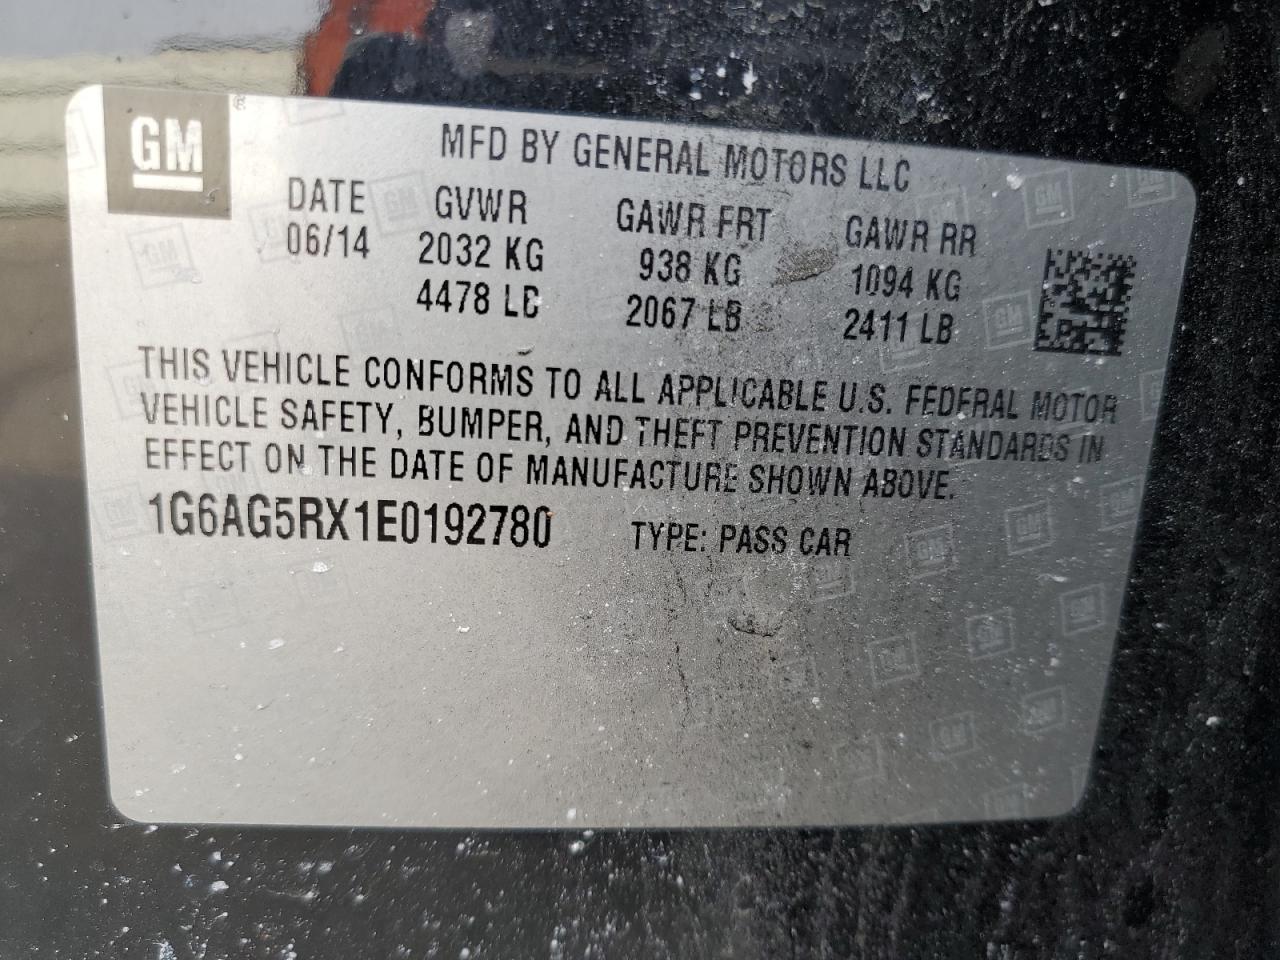 GM ®
MFD BY GENERAL MOTORS LLC
DATE GVWR GAWR FRT GAWR RR
06/14 2032 KG 938 KG 1094 KG
4478 LB 2067 LB 2411 LB
THIS VEHICLE CONFORMS TO ALL APPLICABLE U.S. FEDERAL MOTOR
VEHICLE SAFETY, BUMPER, AND THEFT PREVENTION STANDARDS IN
EFFECT ON THE DATE OF MANUFACTURE SHOWN ABOVE.
1G6AG5RX1E0192780 TYPE: PASS CAR